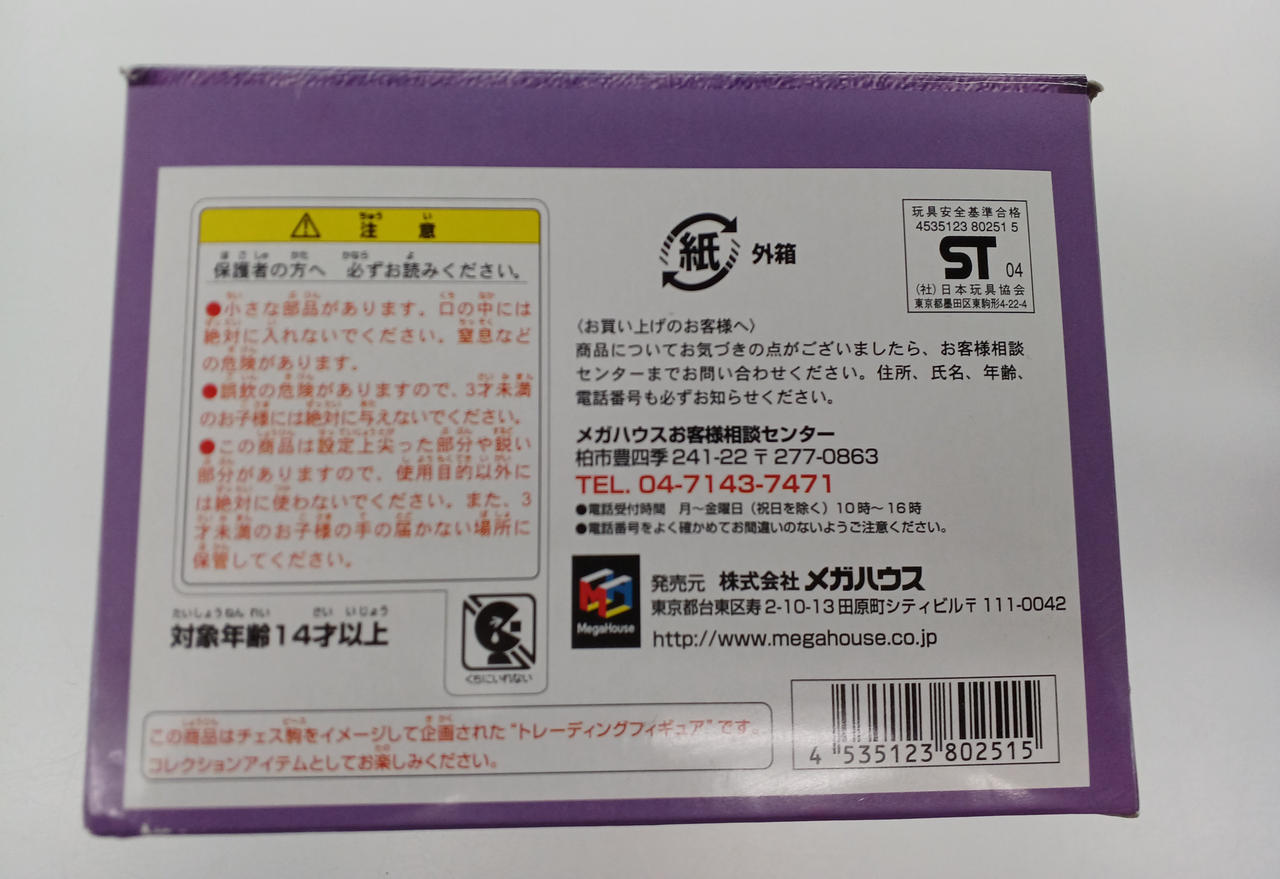 注意
保護者の方へ 必ずお読みください。
●小さな部品があります。口の中には
絶対に入れないでください。窒息など
の危険があります。
●誤飲の危険がありますので、3才未満
のお子様には絶対に与えないでください。
●この商品は設定上尖った部分や鋭い
部分がありますので、使用目的以外に
は絶対に使わないでください。また、3
才未満のお子様の手の届かない場所に
保管してください。
たいしょうねんれい さい いじょう
対象年齢14才以上
くちにいれない
この商品はチェス駒をイメージして企画された“トレーディングフィギュア”です。
コレクションアイテムとしてお楽しみください。
紙 外箱
玩具安全基準合格
4535123 80251 5
ST 04
(社)日本玩具協会
東京都墨田区東駒形4-22-4
〈お買い上げのお客様へ〉
商品についてお気づきの点がございましたら、お客様相談
センターまでお問い合わせください。住所、氏名、年齢、
電話番号も必ずお知らせください。
メガハウスお客様相談センター
柏市豊四季241-22 〒277-0863
TEL. 04-7143-7471
●電話受付時間 月〜金曜日(祝日を除く)10時〜16時
●電話番号をよく確かめてお間違いのないようご注意ください。
MegaHouse
発売元 株式会社メガハウス
東京都台東区寿2-10-13田原町シティビル〒111-0042
http://www.megahouse.co.jp
4 535123 802515